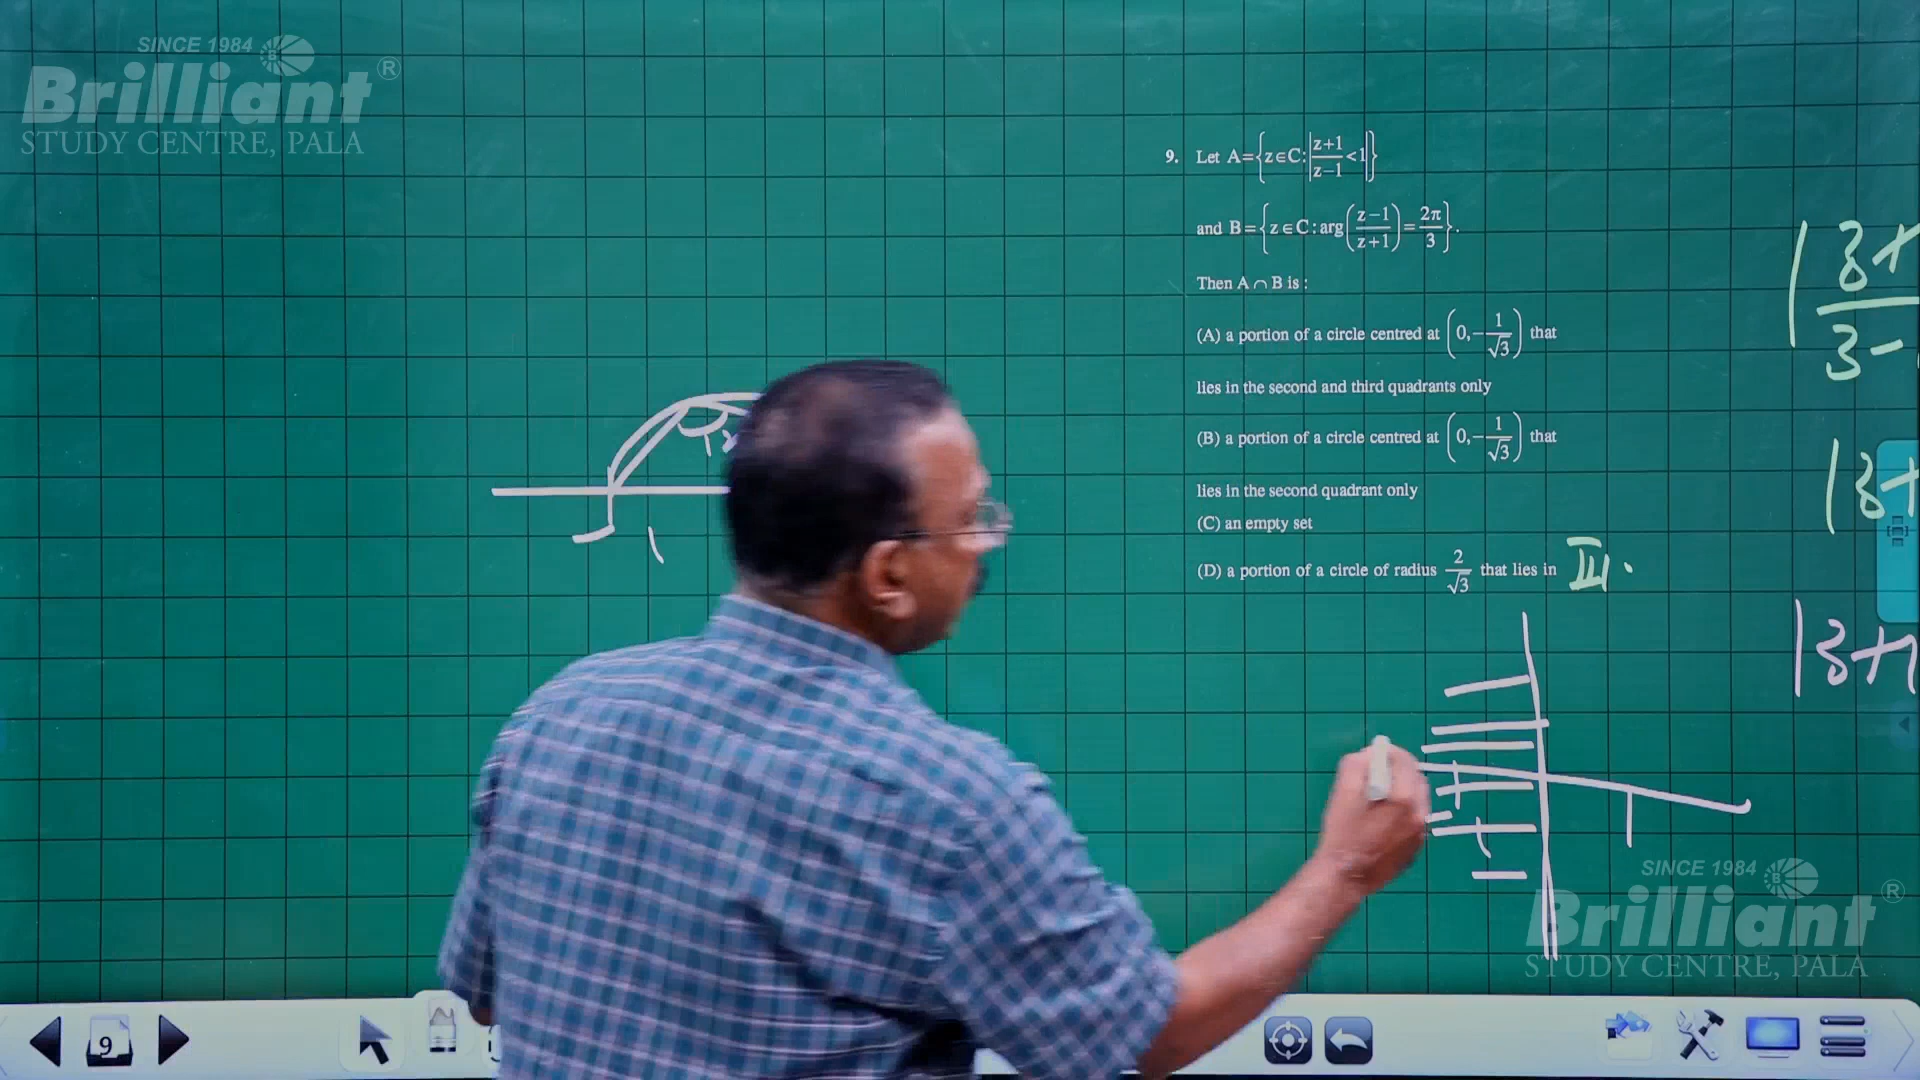 SINCE 1984
Brilliant®
STUDY CENTRE, PALA
9. Let A={z∈C:|z+1/z−1<1|}
and B={z∈C:arg(z−1/z+1)=2π/3}.
Then A∩B is :
(A) a portion of a circle centred at (0,−1/√3) that
lies in the second and third quadrants only
(B) a portion of a circle centred at (0,−1/√3) that
lies in the second quadrant only
(C) an empty set
(D) a portion of a circle of radius 2/√3 that lies in III.
SINCE 1984
Brilliant®
STUDY CENTRE, PALA
9